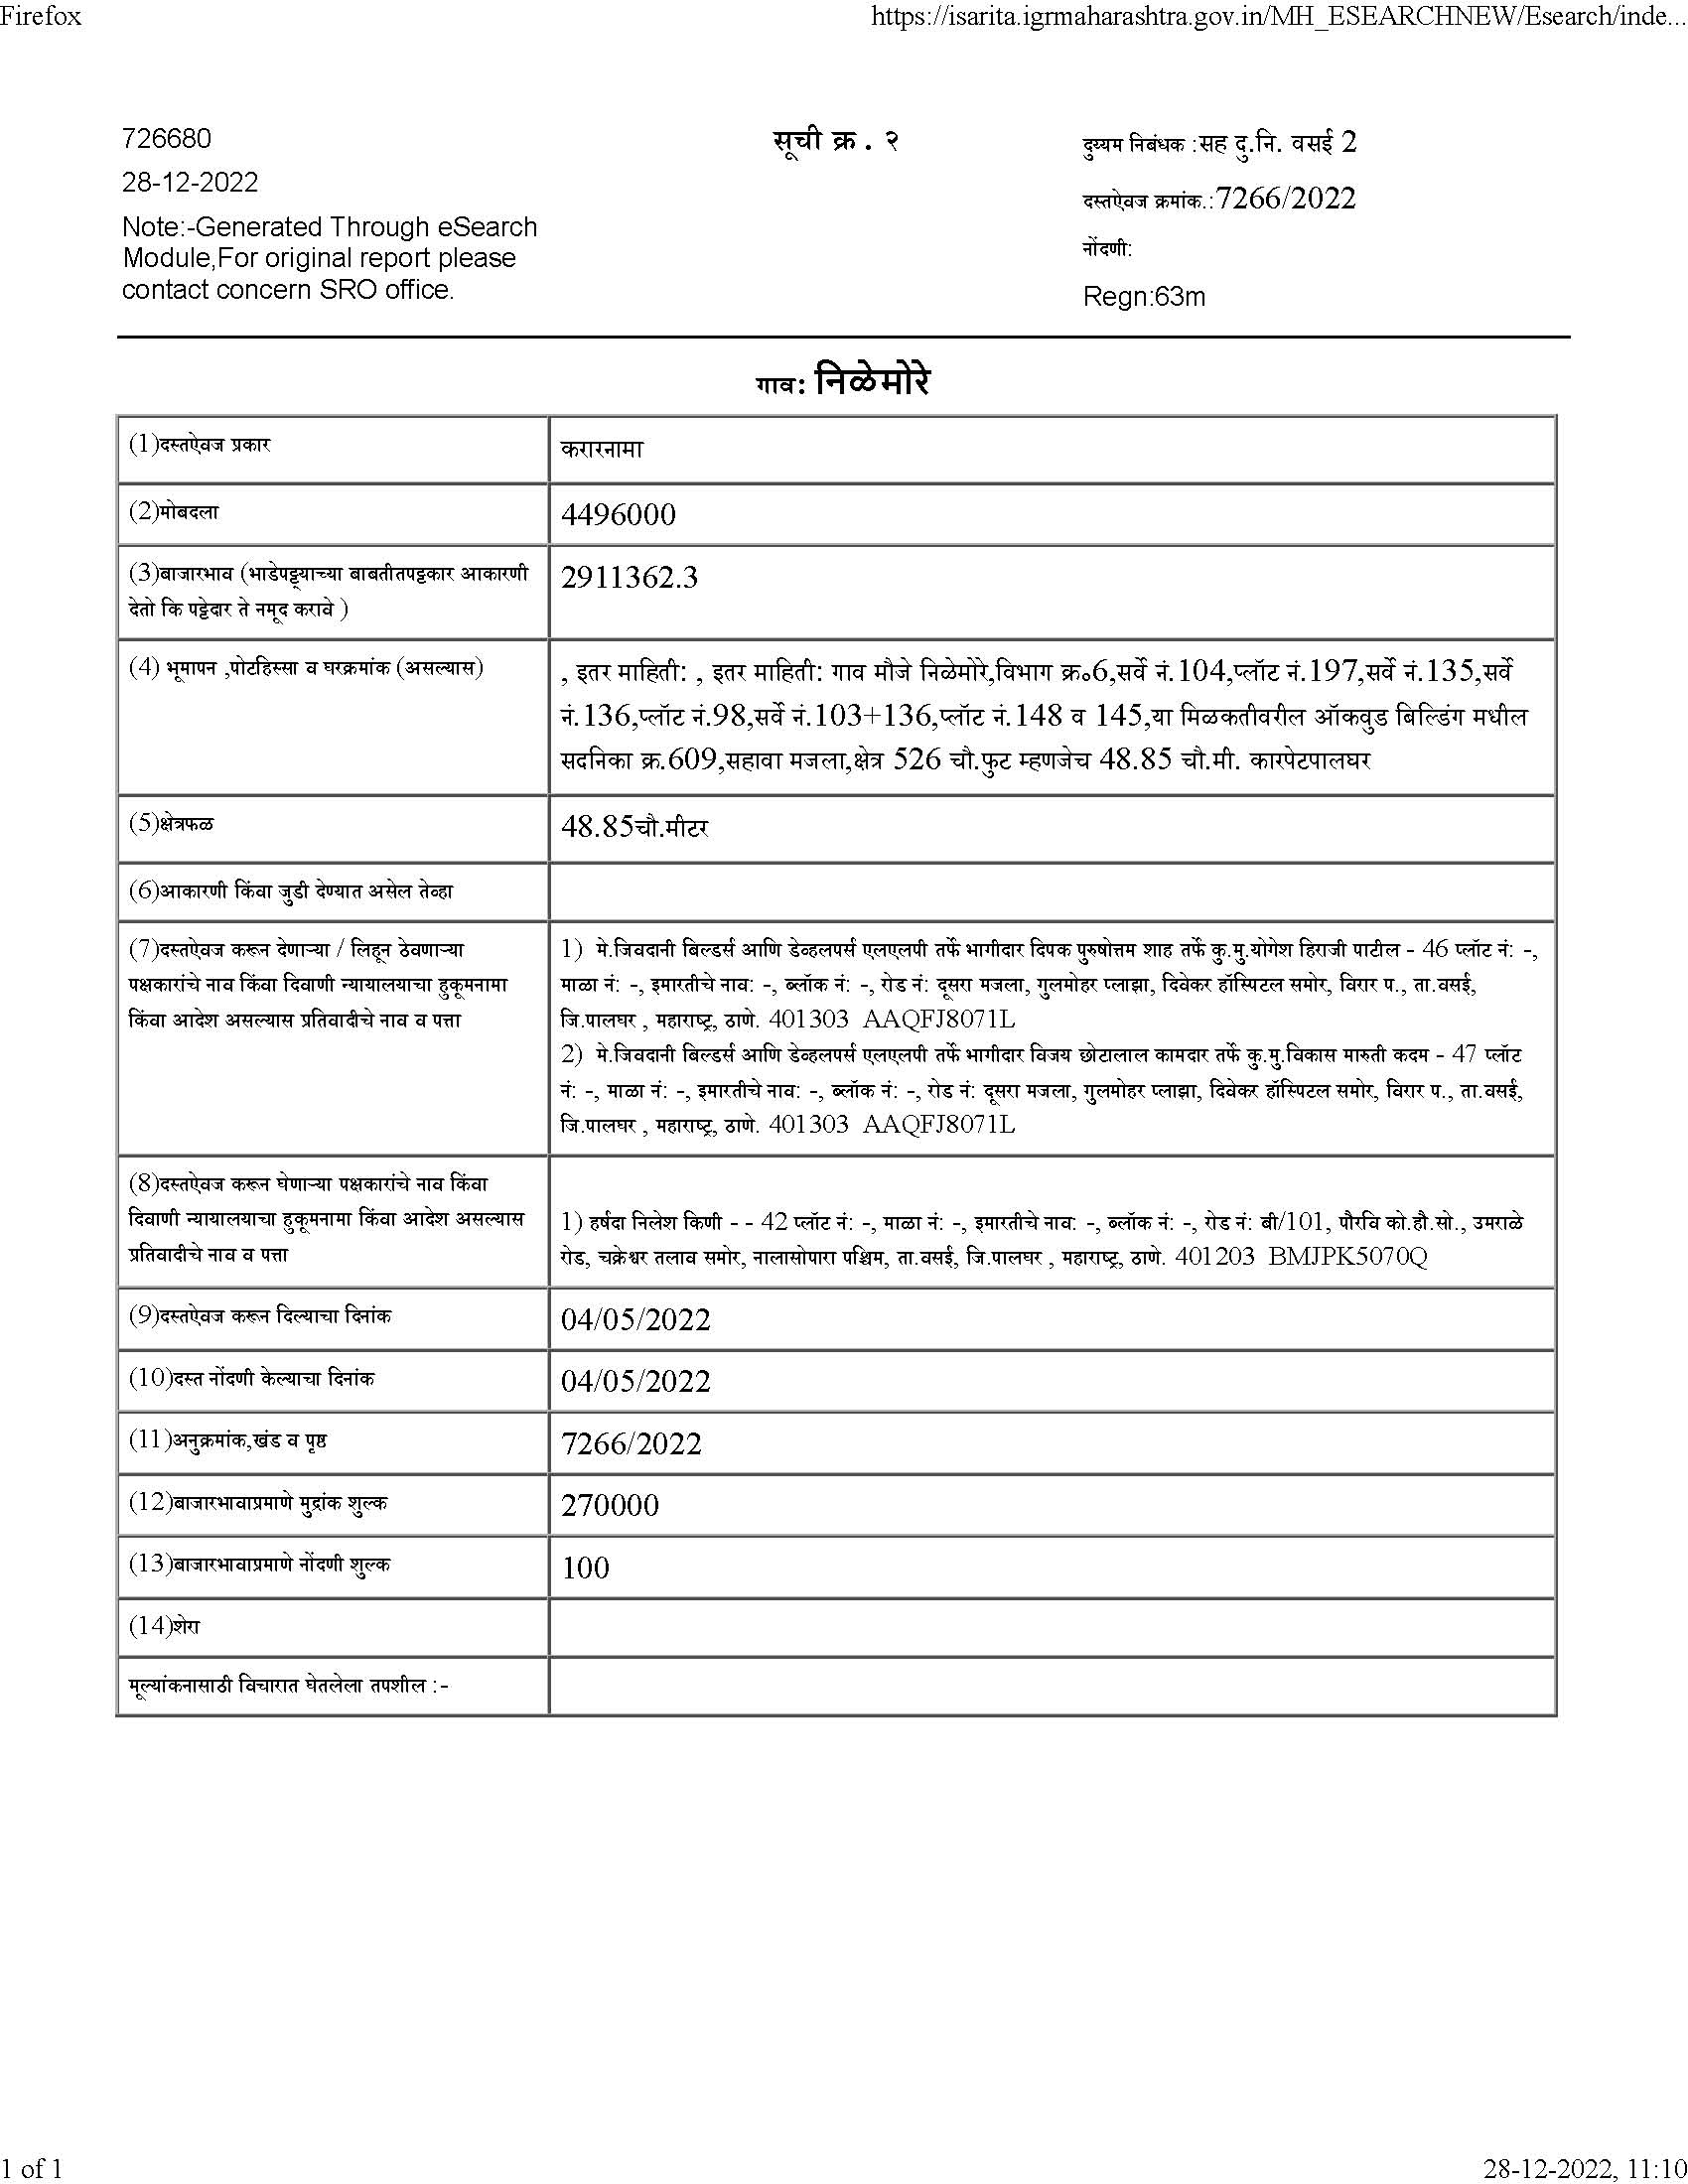 Firefox https://isarita.igrmaharashtra.gov.in/MH_ESEARCHNEW/Esearch/inde...
726680
28-12-2022
Note:-Generated Through eSearch
Module,For original report please
contact concern SRO office.
सूची क्र . २
दुय्यम निबंधक :सह दु.नि. वसई 2
दस्तऐवज क्रमांक.:7266/2022
नोंदणी:
Regn:63m
गाव: निळेमोरे
(1)दस्तऐवज प्रकार
करारनामा
(2)मोबदला
4496000
(3)बाजारभाव (भाडेपट्ट्याच्या बाबतीतपट्टकार आकारणी
देतो कि पट्टेदार ते नमूद करावे )
2911362.3
(4) भूमापन ,पोटहिस्सा व घरक्रमांक (असल्यास)
, इतर माहिती: , इतर माहिती: गाव मौजे निळेमोरे,विभाग क्र॰6,सर्वे नं.104,प्लॉट नं.197,सर्वे नं.135,सर्वे
नं.136,प्लॉट नं.98,सर्वे नं.103+136,प्लॉट नं.148 व 145,या मिळकतीवरील ऑकवुड बिल्डिंग मधील
सदनिका क्र.609,सहावा मजला,क्षेत्र 526 चौ.फुट म्हणजेच 48.85 चौ.मी. कारपेटपालघर
(5)क्षेत्रफळ
48.85चौ.मीटर
(6)आकारणी किंवा जुडी देण्यात असेल तेव्हा
(7)दस्तऐवज करून देणाऱ्या / लिहून ठेवणाऱ्या
पक्षकारांचे नाव किंवा दिवाणी न्यायालयाचा हुकूमनामा
किंवा आदेश असल्यास प्रतिवादीचे नाव व पत्ता
1) मे.जिवदानी बिल्डर्स आणि डेव्हलपर्स एलएलपी तर्फे भागीदार दिपक पुरुषोत्तम शाह तर्फे कु.मु.योगेश हिराजी पाटील - 46 प्लॉट नं: -,
माळा नं: -, इमारतीचे नाव: -, ब्लॉक नं: -, रोड नं: दूसरा मजला, गुलमोहर प्लाझा, दिवेकर हॉस्पिटल समोर, विरार प., ता.वसई,
जि.पालघर , महाराष्ट्र, ठाणे. 401303 AAQFJ8071L
2) मे.जिवदानी बिल्डर्स आणि डेव्हलपर्स एलएलपी तर्फे भागीदार विजय छोटालाल कामदार तर्फे कु.मु.विकास मारुती कदम - 47 प्लॉट
नं: -, माळा नं: -, इमारतीचे नाव: -, ब्लॉक नं: -, रोड नं: दूसरा मजला, गुलमोहर प्लाझा, दिवेकर हॉस्पिटल समोर, विरार प., ता.वसई,
जि.पालघर , महाराष्ट्र, ठाणे. 401303 AAQFJ8071L
(8)दस्तऐवज करून घेणाऱ्या पक्षकारांचे नाव किंवा
दिवाणी न्यायालयाचा हुकूमनामा किंवा आदेश असल्यास
प्रतिवादीचे नाव व पत्ता
1) हर्षदा निलेश किणी - - 42 प्लॉट नं: -, माळा नं: -, इमारतीचे नाव: -, ब्लॉक नं: -, रोड नं: बी/101, पौरवि को.हौ.सो., उमराळे
रोड, चक्रेश्वर तलाव समोर, नालासोपारा पश्चिम, ता.वसई, जि.पालघर , महाराष्ट्र, ठाणे. 401203 BMJPK5070Q
(9)दस्तऐवज करून दिल्याचा दिनांक
04/05/2022
(10)दस्त नोंदणी केल्याचा दिनांक
04/05/2022
(11)अनुक्रमांक,खंड व पृष्ठ
7266/2022
(12)बाजारभावाप्रमाणे मुद्रांक शुल्क
270000
(13)बाजारभावाप्रमाणे नोंदणी शुल्क
100
(14)शेरा
मूल्यांकनासाठी विचारात घेतलेला तपशील :-
1 of 1 28-12-2022, 11:10